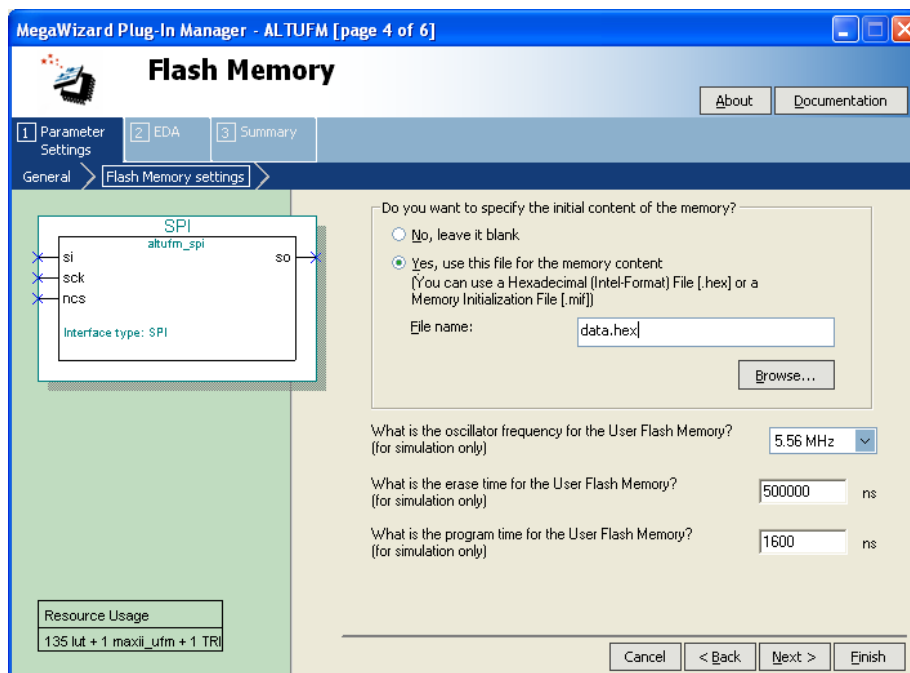 MegaWizard Plug-In Manager - ALTUFM [page 4 of 6]
Flash Memory
About
Documentation
1 Parameter Settings
2 EDA
3 Summary
General
Flash Memory settings
SPI
altufm_spi
si
so
sck
ncs
Interface type: SPI
Do you want to specify the initial content of the memory?
No, leave it blank
Yes, use this file for the memory content
(You can use a Hexadecimal (Intel-Format) File [.hex] or a
Memory Initialization File [.mif])
File name:
data.hex
Browse...
What is the oscillator frequency for the User Flash Memory?
(for simulation only)
5.56 MHz
What is the erase time for the User Flash Memory?
(for simulation only)
500000
ns
What is the program time for the User Flash Memory?
(for simulation only)
1600
ns
Resource Usage
135 lut + 1 maxii_ufm + 1 TRI
Cancel
< Back
Next >
Finish